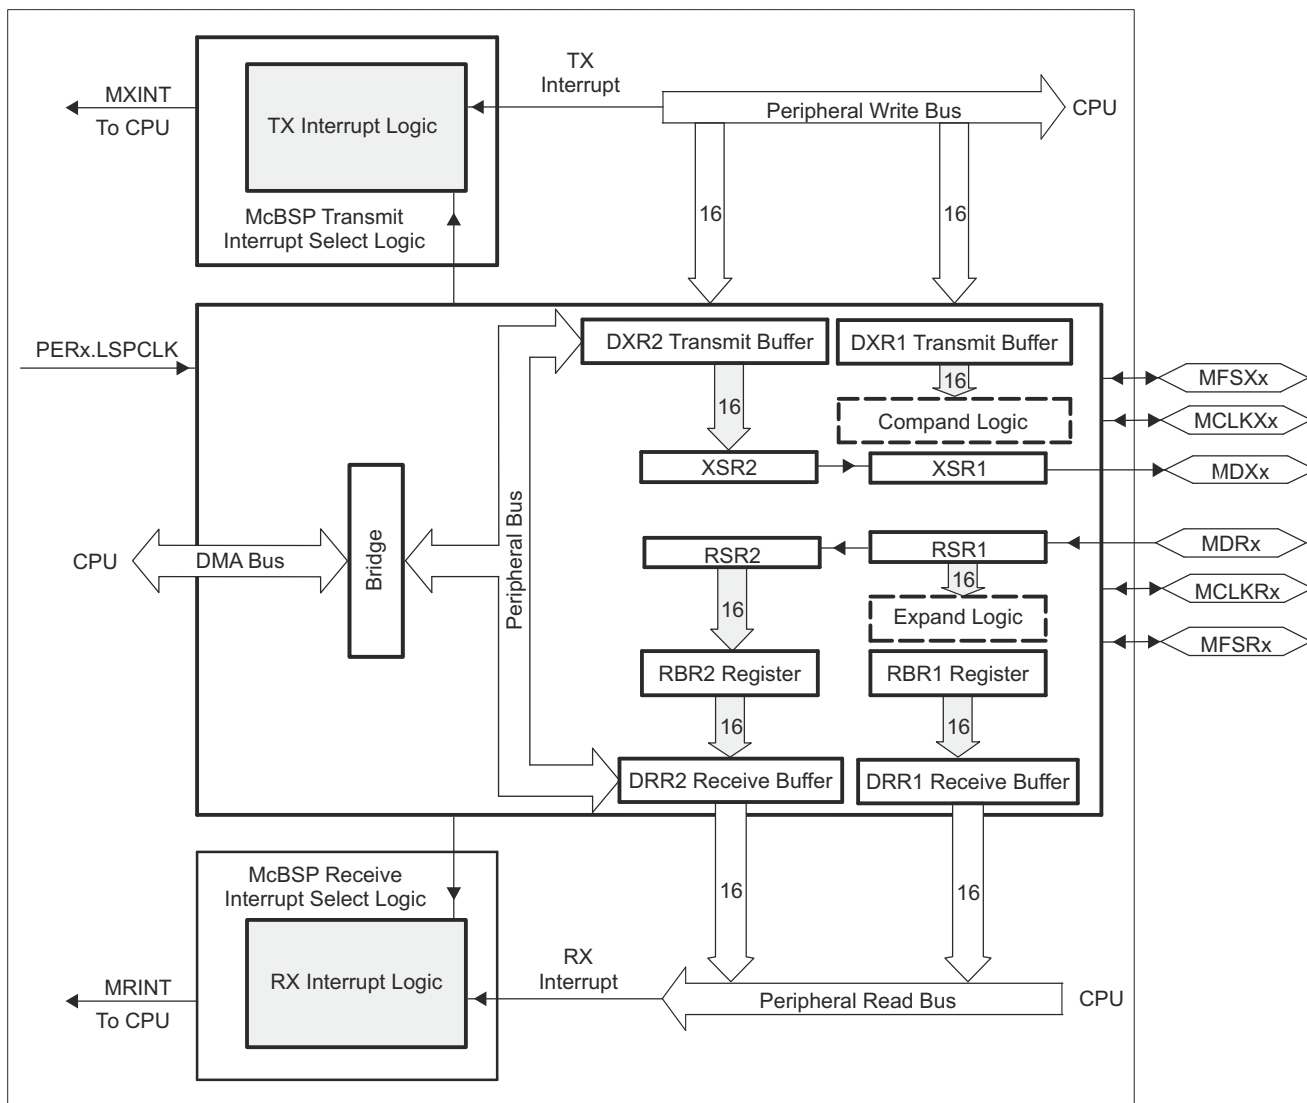 TX
Interrupt
MXINT
To CPU
TX Interrupt Logic
Peripheral Write Bus
CPU
McBSP Transmit
Interrupt Select Logic
16
16
PERx.LSPCLK
DXR2 Transmit Buffer
DXR1 Transmit Buffer
16
16
MFSXx
Compand Logic
MCLKXx
XSR2
XSR1
MDXx
CPU
DMA Bus
Bridge
Peripheral Bus
RSR2
RSR1
MDRx
16
16
MCLKRx
Expand Logic
MFSRx
RBR2 Register
RBR1 Register
16
16
DRR2 Receive Buffer
DRR1 Receive Buffer
McBSP Receive
Interrupt Select Logic
16
16
RX Interrupt Logic
RX
Interrupt
MRINT
To CPU
Peripheral Read Bus
CPU